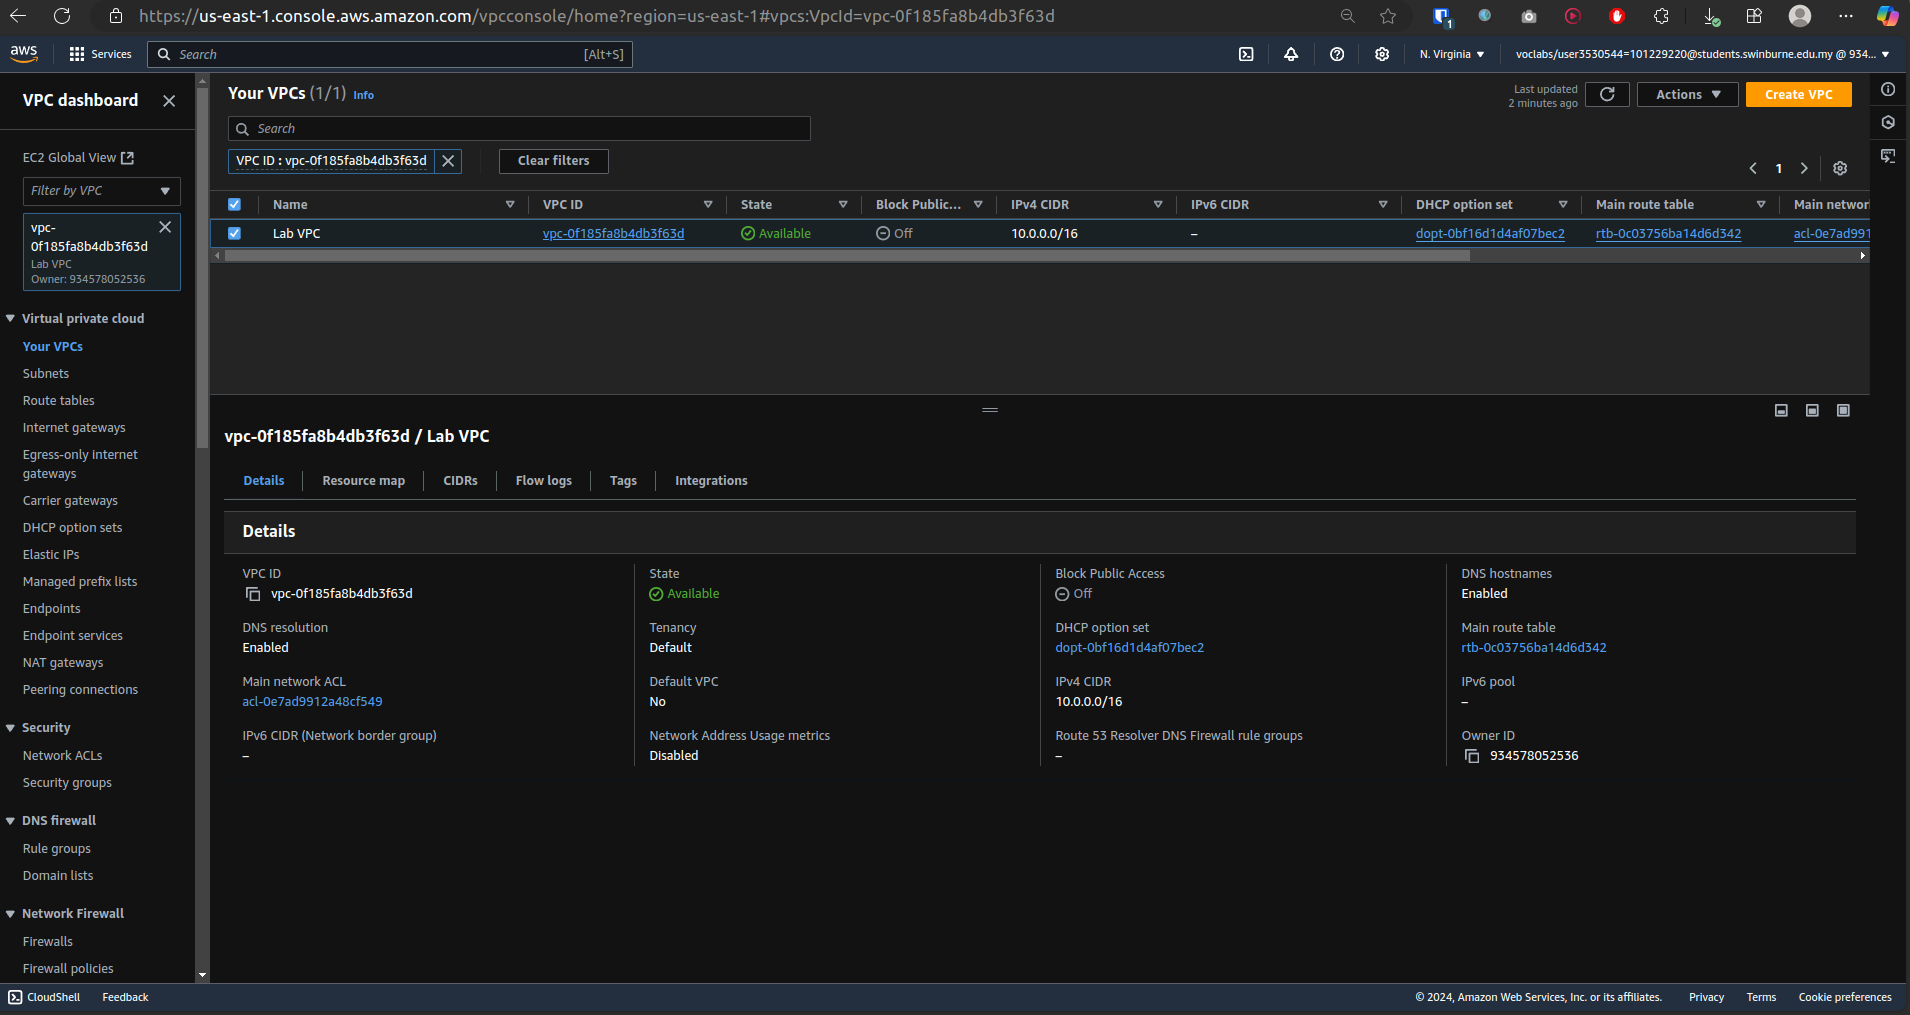 https://us-east-1.console.aws.amazon.com/vpcconsole/home?region=us-east-1#vpcs:VpcId=vpc-0f185fa8b4db3f63d
1
aws
Services
Search
[Alt+S]
N. Virginia
voclabs/user3530544=101229220@students.swinburne.edu.my @ 934...
VPC dashboard
EC2 Global View
Filter by VPC
vpc-
0f185fa8b4db3f63d
Lab VPC
Owner: 934578052536
Virtual private cloud
Your VPCs
Subnets
Route tables
Internet gateways
Egress-only internet
gateways
Carrier gateways
DHCP option sets
Elastic IPs
Managed prefix lists
Endpoints
Endpoint services
NAT gateways
Peering connections
Security
Network ACLs
Security groups
DNS firewall
Rule groups
Domain lists
Network Firewall
Firewalls
Firewall policies
Your VPCs (1/1) Info
Last updated
2 minutes ago
Actions
Create VPC
Search
VPC ID : vpc-0f185fa8b4db3f63d
Clear filters
1
Name VPC ID State Block Public... IPv4 CIDR IPv6 CIDR DHCP option set Main route table Main networ
Lab VPC vpc-0f185fa8b4db3f63d Available Off 10.0.0.0/16 – dopt-0bf16d1d4af07bec2 rtb-0c03756ba14d6d342 acl-0e7ad991
vpc-0f185fa8b4db3f63d / Lab VPC
Details Resource map CIDRs Flow logs Tags Integrations
Details
VPC ID
vpc-0f185fa8b4db3f63d
State
Available
Block Public Access
Off
DNS hostnames
Enabled
DNS resolution
Enabled
Tenancy
Default
DHCP option set
dopt-0bf16d1d4af07bec2
Main route table
rtb-0c03756ba14d6d342
Main network ACL
acl-0e7ad9912a48cf549
Default VPC
No
IPv4 CIDR
10.0.0.0/16
IPv6 pool
–
IPv6 CIDR (Network border group)
–
Network Address Usage metrics
Disabled
Route 53 Resolver DNS Firewall rule groups
–
Owner ID
934578052536
CloudShell
Feedback
© 2024, Amazon Web Services, Inc. or its affiliates.
Privacy
Terms
Cookie preferences